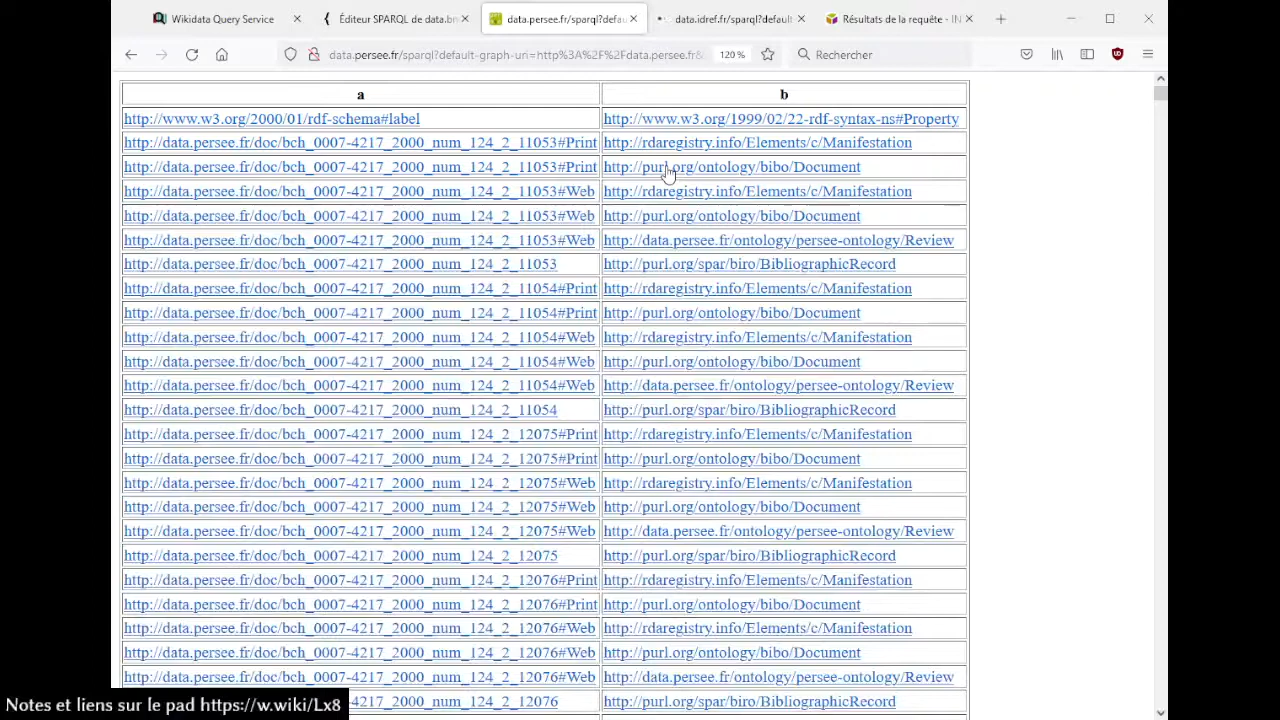 Wikidata Query Service
Éditeur SPARQL de data.bn
data.persee.fr/sparql?defau
data.idref.fr/sparql?default
Résultats de la requête - IN
data.persee.fr/sparql?default-graph-uri=http%3A%2F%2Fdata.persee.fr&
120 %
Rechercher
a b
http://www.w3.org/2000/01/rdf-schema#label http://www.w3.org/1999/02/22-rdf-syntax-ns#Property
http://data.persee.fr/doc/bch_0007-4217_2000_num_124_2_11053#Print http://rdaregistry.info/Elements/c/Manifestation
http://data.persee.fr/doc/bch_0007-4217_2000_num_124_2_11053#Print http://purl.org/ontology/bibo/Document
http://data.persee.fr/doc/bch_0007-4217_2000_num_124_2_11053#Web http://rdaregistry.info/Elements/c/Manifestation
http://data.persee.fr/doc/bch_0007-4217_2000_num_124_2_11053#Web http://purl.org/ontology/bibo/Document
http://data.persee.fr/doc/bch_0007-4217_2000_num_124_2_11053#Web http://data.persee.fr/ontology/persee-ontology/Review
http://data.persee.fr/doc/bch_0007-4217_2000_num_124_2_11053 http://purl.org/spar/biro/BibliographicRecord
http://data.persee.fr/doc/bch_0007-4217_2000_num_124_2_11054#Print http://rdaregistry.info/Elements/c/Manifestation
http://data.persee.fr/doc/bch_0007-4217_2000_num_124_2_11054#Print http://purl.org/ontology/bibo/Document
http://data.persee.fr/doc/bch_0007-4217_2000_num_124_2_11054#Web http://rdaregistry.info/Elements/c/Manifestation
http://data.persee.fr/doc/bch_0007-4217_2000_num_124_2_11054#Web http://purl.org/ontology/bibo/Document
http://data.persee.fr/doc/bch_0007-4217_2000_num_124_2_11054#Web http://data.persee.fr/ontology/persee-ontology/Review
http://data.persee.fr/doc/bch_0007-4217_2000_num_124_2_11054 http://purl.org/spar/biro/BibliographicRecord
http://data.persee.fr/doc/bch_0007-4217_2000_num_124_2_12075#Print http://rdaregistry.info/Elements/c/Manifestation
http://data.persee.fr/doc/bch_0007-4217_2000_num_124_2_12075#Print http://purl.org/ontology/bibo/Document
http://data.persee.fr/doc/bch_0007-4217_2000_num_124_2_12075#Web http://rdaregistry.info/Elements/c/Manifestation
http://data.persee.fr/doc/bch_0007-4217_2000_num_124_2_12075#Web http://purl.org/ontology/bibo/Document
http://data.persee.fr/doc/bch_0007-4217_2000_num_124_2_12075#Web http://data.persee.fr/ontology/persee-ontology/Review
http://data.persee.fr/doc/bch_0007-4217_2000_num_124_2_12075 http://purl.org/spar/biro/BibliographicRecord
http://data.persee.fr/doc/bch_0007-4217_2000_num_124_2_12076#Print http://rdaregistry.info/Elements/c/Manifestation
http://data.persee.fr/doc/bch_0007-4217_2000_num_124_2_12076#Print http://purl.org/ontology/bibo/Document
http://data.persee.fr/doc/bch_0007-4217_2000_num_124_2_12076#Web http://rdaregistry.info/Elements/c/Manifestation
http://data.persee.fr/doc/bch_0007-4217_2000_num_124_2_12076#Web http://purl.org/ontology/bibo/Document
http://data.persee.fr/doc/bch_0007-4217_2000_num_124_2_12076#Web http://data.persee.fr/ontology/persee-ontology/Review
_2000_num_124_2_12076 http://purl.org/spar/biro/BibliographicRecord
Notes et liens sur le pad https://w.wiki/Lx8